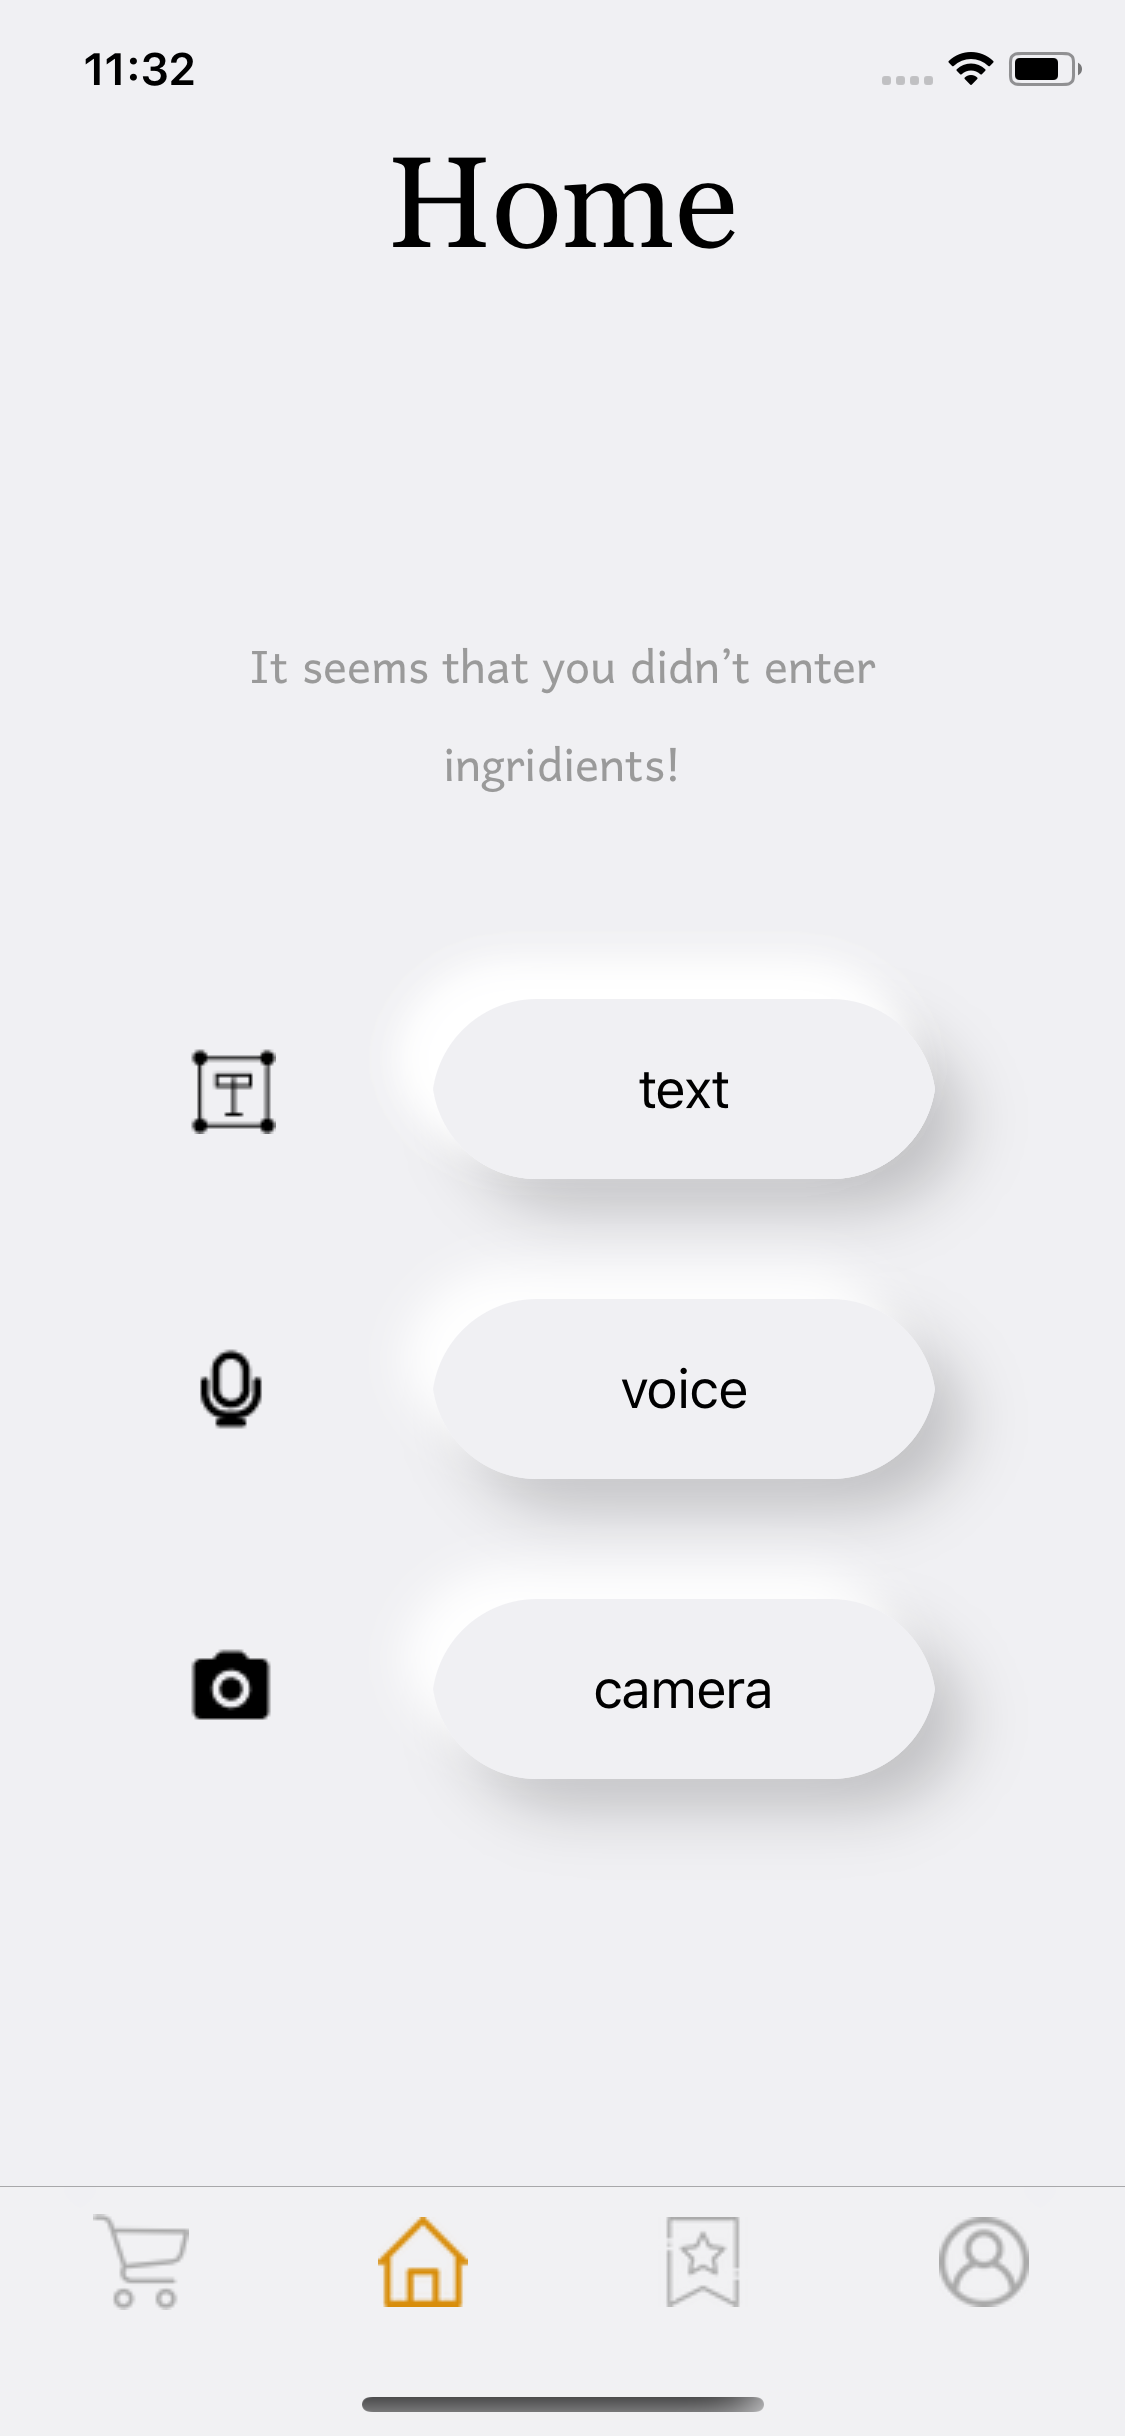 11:32
Home
It seems that you didn’t enter
ingridients!
T
text
voice
camera